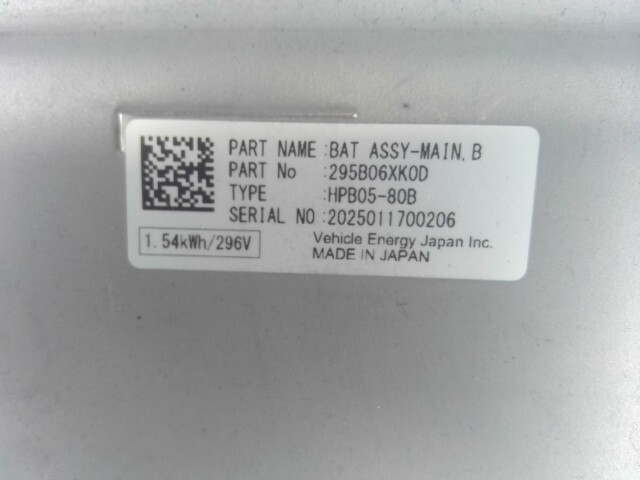 PART NAME :BAT ASSY-MAIN,B
PART No :295B06XK0D
TYPE :HPB05-80B
SERIAL NO :2025011700206
1.54kWh/296V
Vehicle Energy Japan Inc.
MADE IN JAPAN